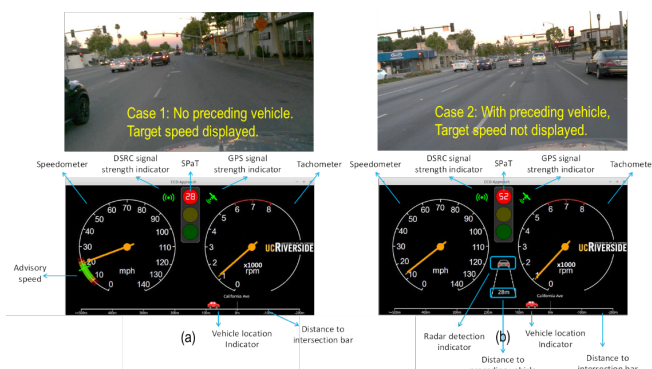 Case 1: No preceding vehicle.
Target speed displayed.
Case 2: With preceding vehicle,
Target speed not displayed.
Speedometer
DSRC signal
strength indicator
SPaT
GPS signal
strength indicator
Tachometer
Speedometer
DSRC signal
strength indicator
SPaT
GPS signal
strength indicator
Tachomete
ECO Approach
28
0
10
20
30
40
50
60
70
80
90
100
110
120
130
140
mph
0
1
2
3
4
5
6
7
8
x1000
rpm
UCRIVERSIDE
California Ave
Advisory
speed
(a)
Vehicle location
Indicator
Distance to
intersection bar
52
0
10
20
30
40
50
60
70
80
90
100
110
120
130
140
mph
0
1
2
3
4
5
6
7
8
x1000
rpm
UCRIVERSIDE
28m
California Ave
Radar detection
indicator
(b)
Vehicle location
Indicator
Distance to
Distance to
intersection bar